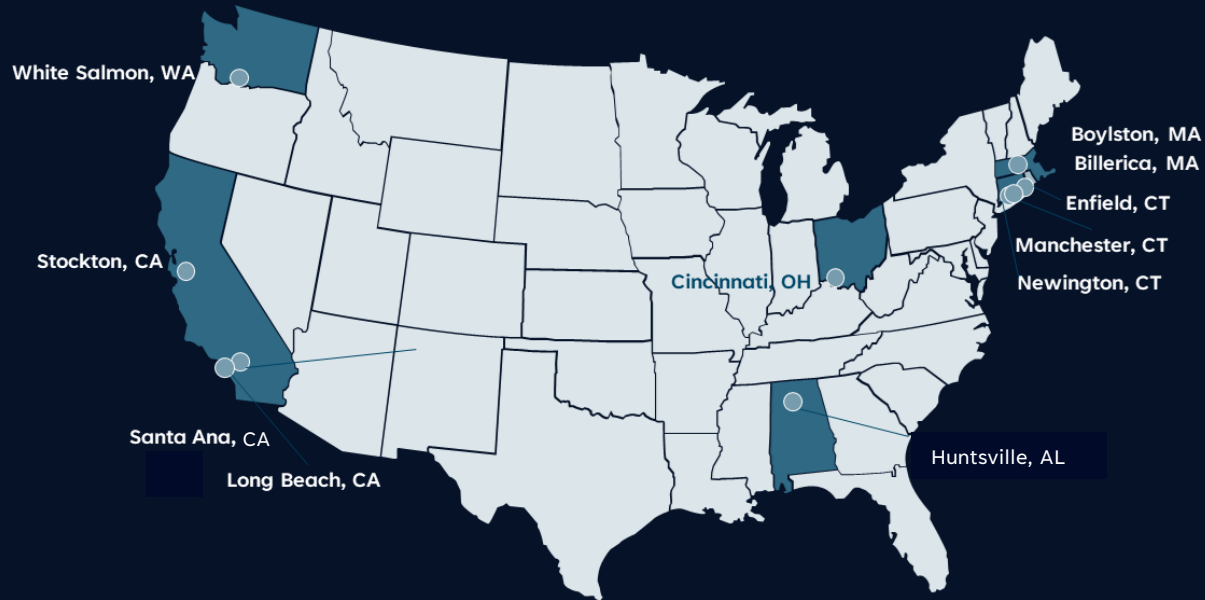 White Salmon, WA
Boylston, MA
Billerica, MA
Enfield, CT
Manchester, CT
Stockton, CA
Cincinnati, OH
Newington, CT
Santa Ana, CA
Huntsville, AL
Long Beach, CA